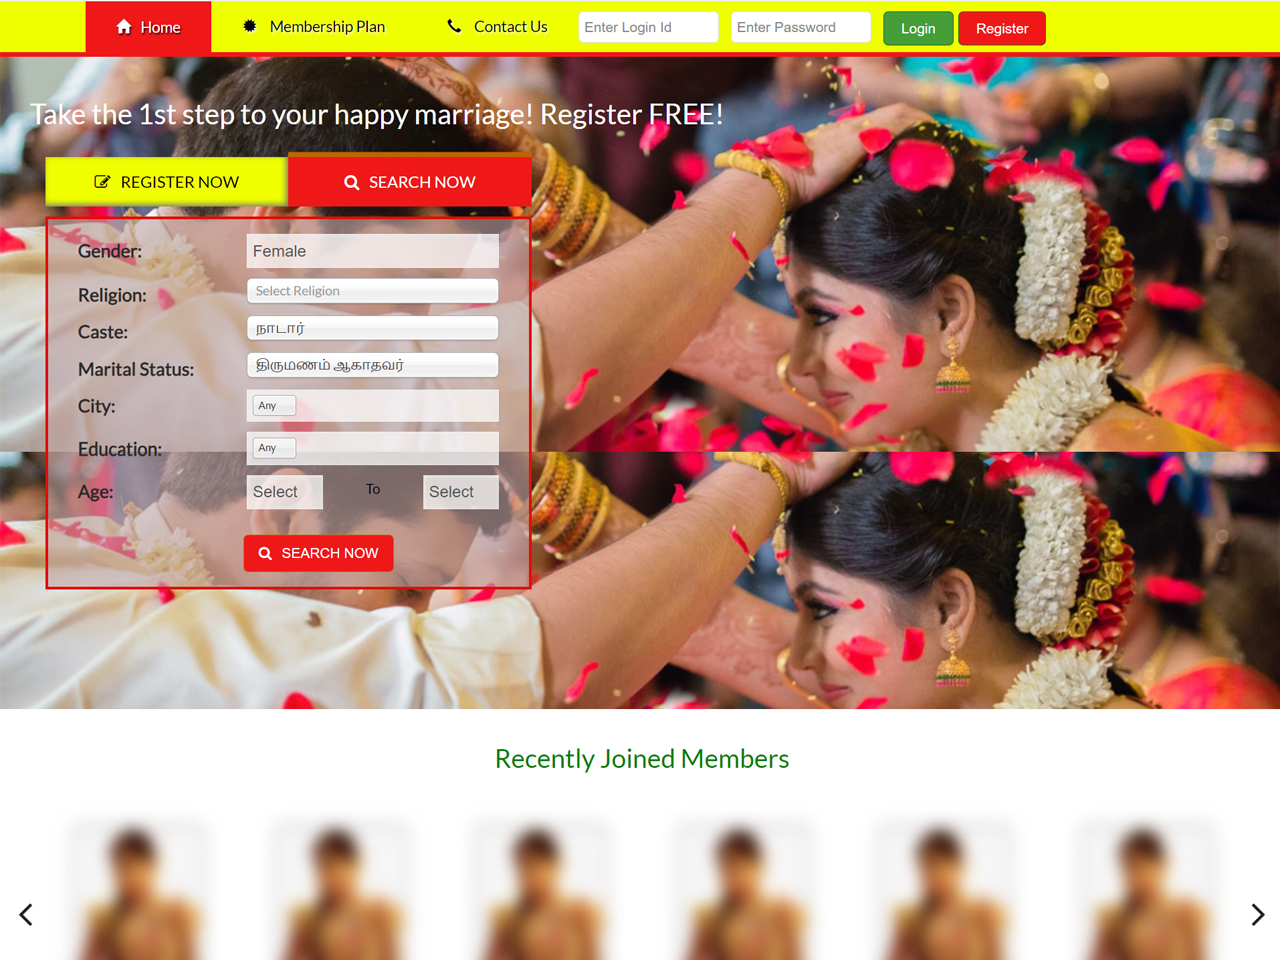 Home Membership Plan Contact Us Enter Login Id Enter Password Login Register
Take the 1st step to your happy marriage! Register FREE!
REGISTER NOW SEARCH NOW
Gender: Female
Religion: Select Religion
Caste: நாடார்
Marital Status: திருமணம் ஆகாதவர்
City: Any
Education: Any
Age: Select To Select
SEARCH NOW
Recently Joined Members